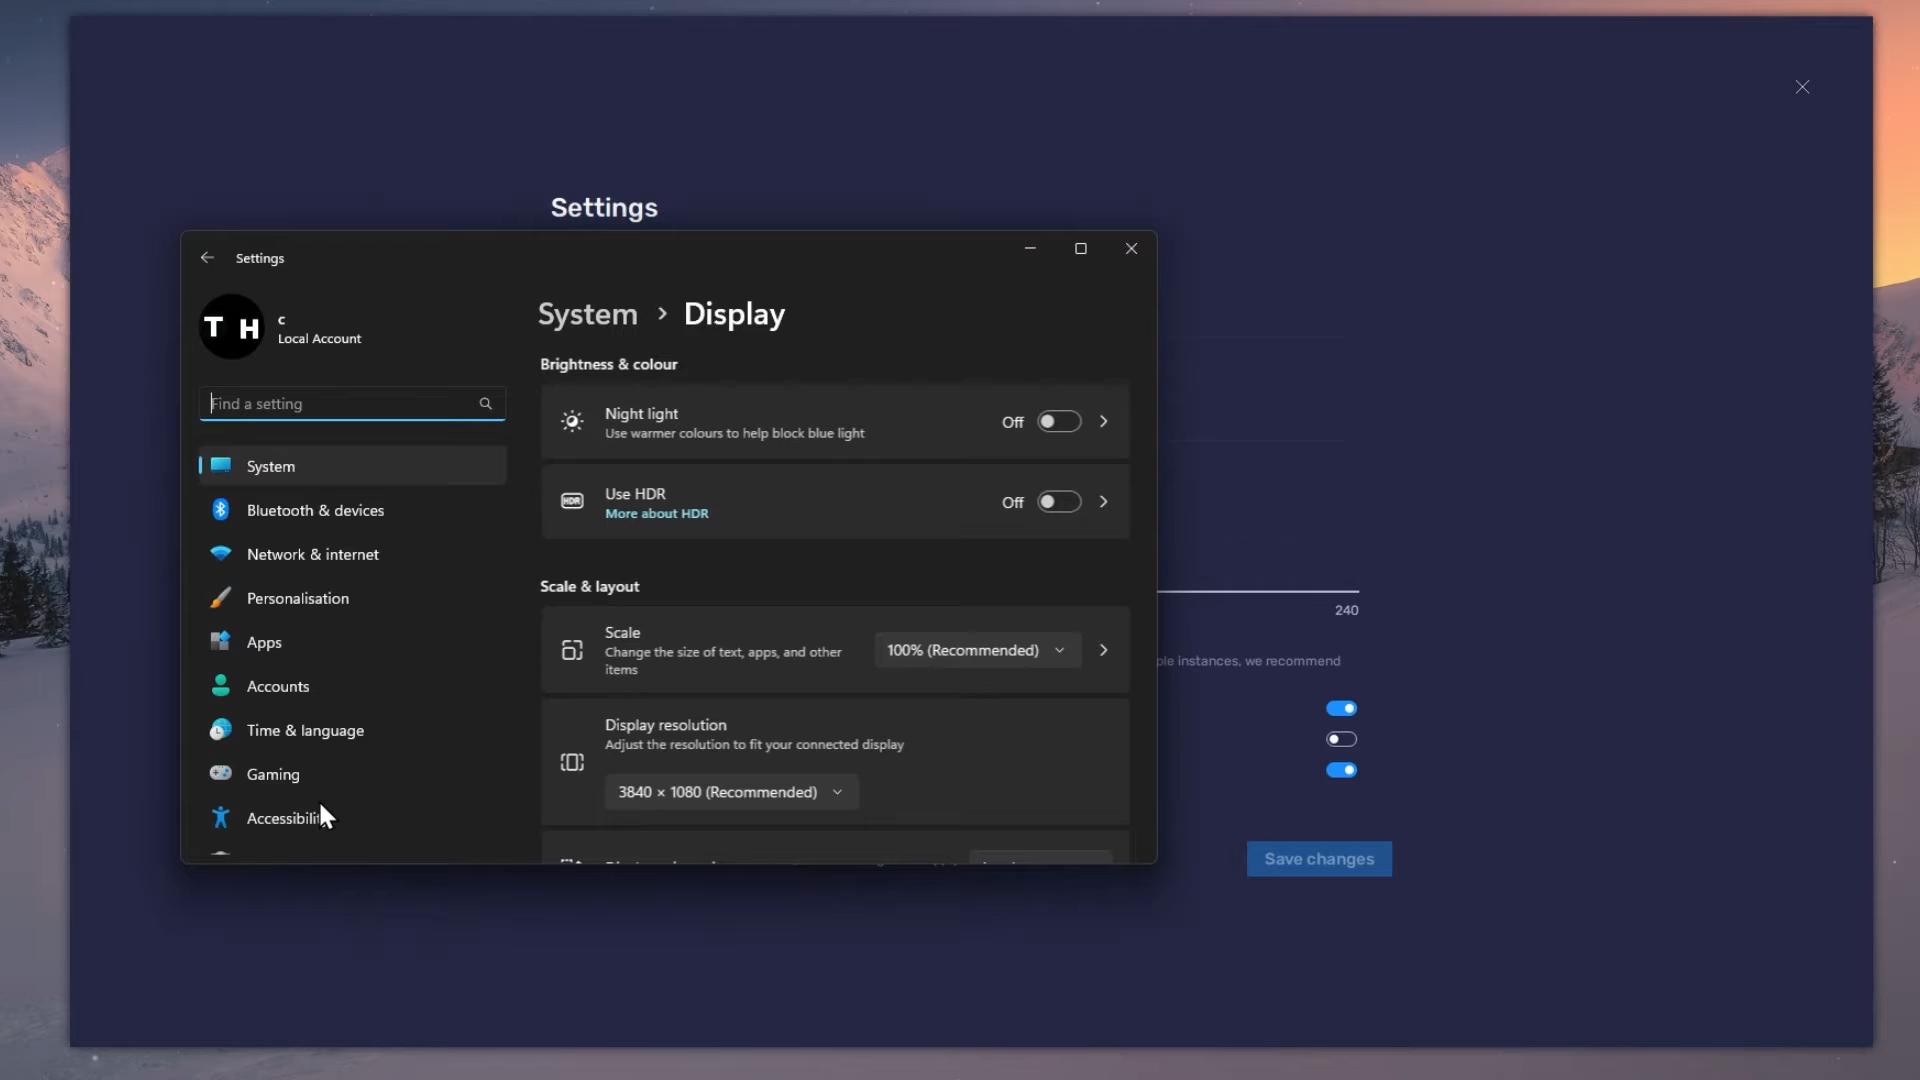 Settings
Settings
T H
c
Local Account
Find a setting
System
Bluetooth & devices
Network & internet
Personalisation
Apps
Accounts
Time & language
Gaming
System > Display
Brightness & colour
Night light
Use warmer colours to help block blue light
Off
HDR
Use HDR
More about HDR
Off
Scale & layout
Scale
Change the size of text, apps, and other
items
100% (Recommended)
Display resolution
Adjust the resolution to fit your connected display
3840 × 1080 (Recommended)
240
instances, we recommend
Save changes